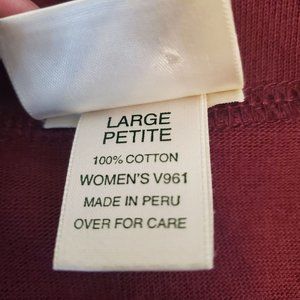 LARGE
PETITE
100% COTTON
WOMEN'S V961
MADE IN PERU
OVER FOR CARE